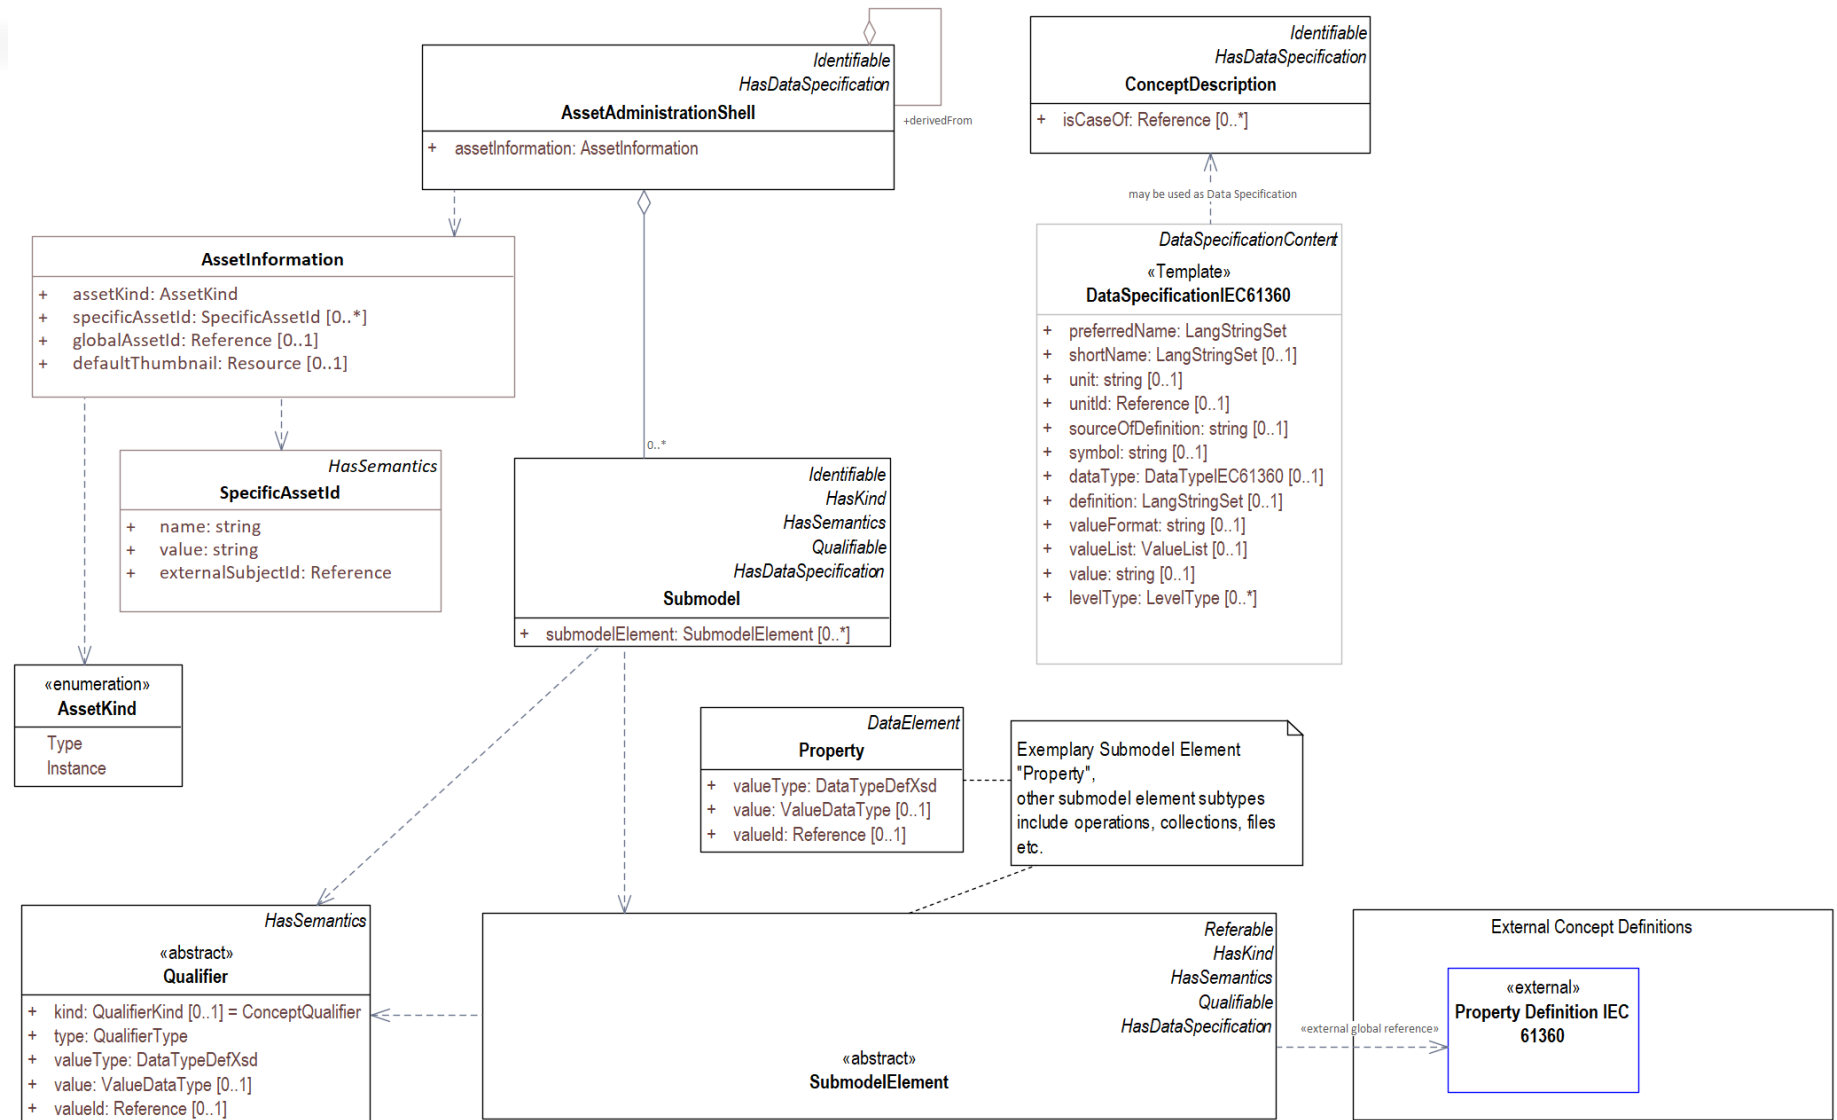 Identifiable
HasDataSpecification
AssetAdministrationShell
+ assetInformation: AssetInformation
+derivedFrom
Identifiable
HasDataSpecification
ConceptDescription
+ isCaseOf: Reference [0..*]
may be used as Data Specification
AssetInformation
+ assetKind: AssetKind
+ specificAssetId: SpecificAssetId [0..*]
+ globalAssetId: Reference [0..1]
+ defaultThumbnail: Resource [0..1]
DataSpecificationContent
«Template»
DataSpecificationIEC61360
+ preferredName: LangStringSet
+ shortName: LangStringSet [0..1]
+ unit: string [0..1]
+ unitId: Reference [0..1]
+ sourceOfDefinition: string [0..1]
+ symbol: string [0..1]
+ dataType: DataTypeIEC61360 [0..1]
+ definition: LangStringSet [0..1]
+ valueFormat: string [0..1]
+ valueList: ValueList [0..1]
+ value: string [0..1]
+ levelType: LevelType [0..*]
0..*
HasSemantics
SpecificAssetId
+ name: string
+ value: string
+ externalSubjectId: Reference
Identifiable
HasKind
HasSemantics
Qualifiable
HasDataSpecification
Submodel
+ submodelElement: SubmodelElement [0..*]
«enumeration»
AssetKind
Type
Instance
DataElement
Property
+ valueType: DataTypeDefXsd
+ value: ValueDataType [0..1]
+ valueId: Reference [0..1]
Exemplary Submodel Element
"Property",
other submodel element subtypes
include operations, collections, files
etc.
HasSemantics
«abstract»
Qualifier
+ kind: QualifierKind [0..1] = ConceptQualifier
+ type: QualifierType
+ valueType: DataTypeDefXsd
+ value: ValueDataType [0..1]
+ valueId: Reference [0..1]
Referable
HasKind
HasSemantics
Qualifiable
HasDataSpecification
«abstract»
SubmodelElement
«external global reference»
External Concept Definitions
«external»
Property Definition IEC
61360